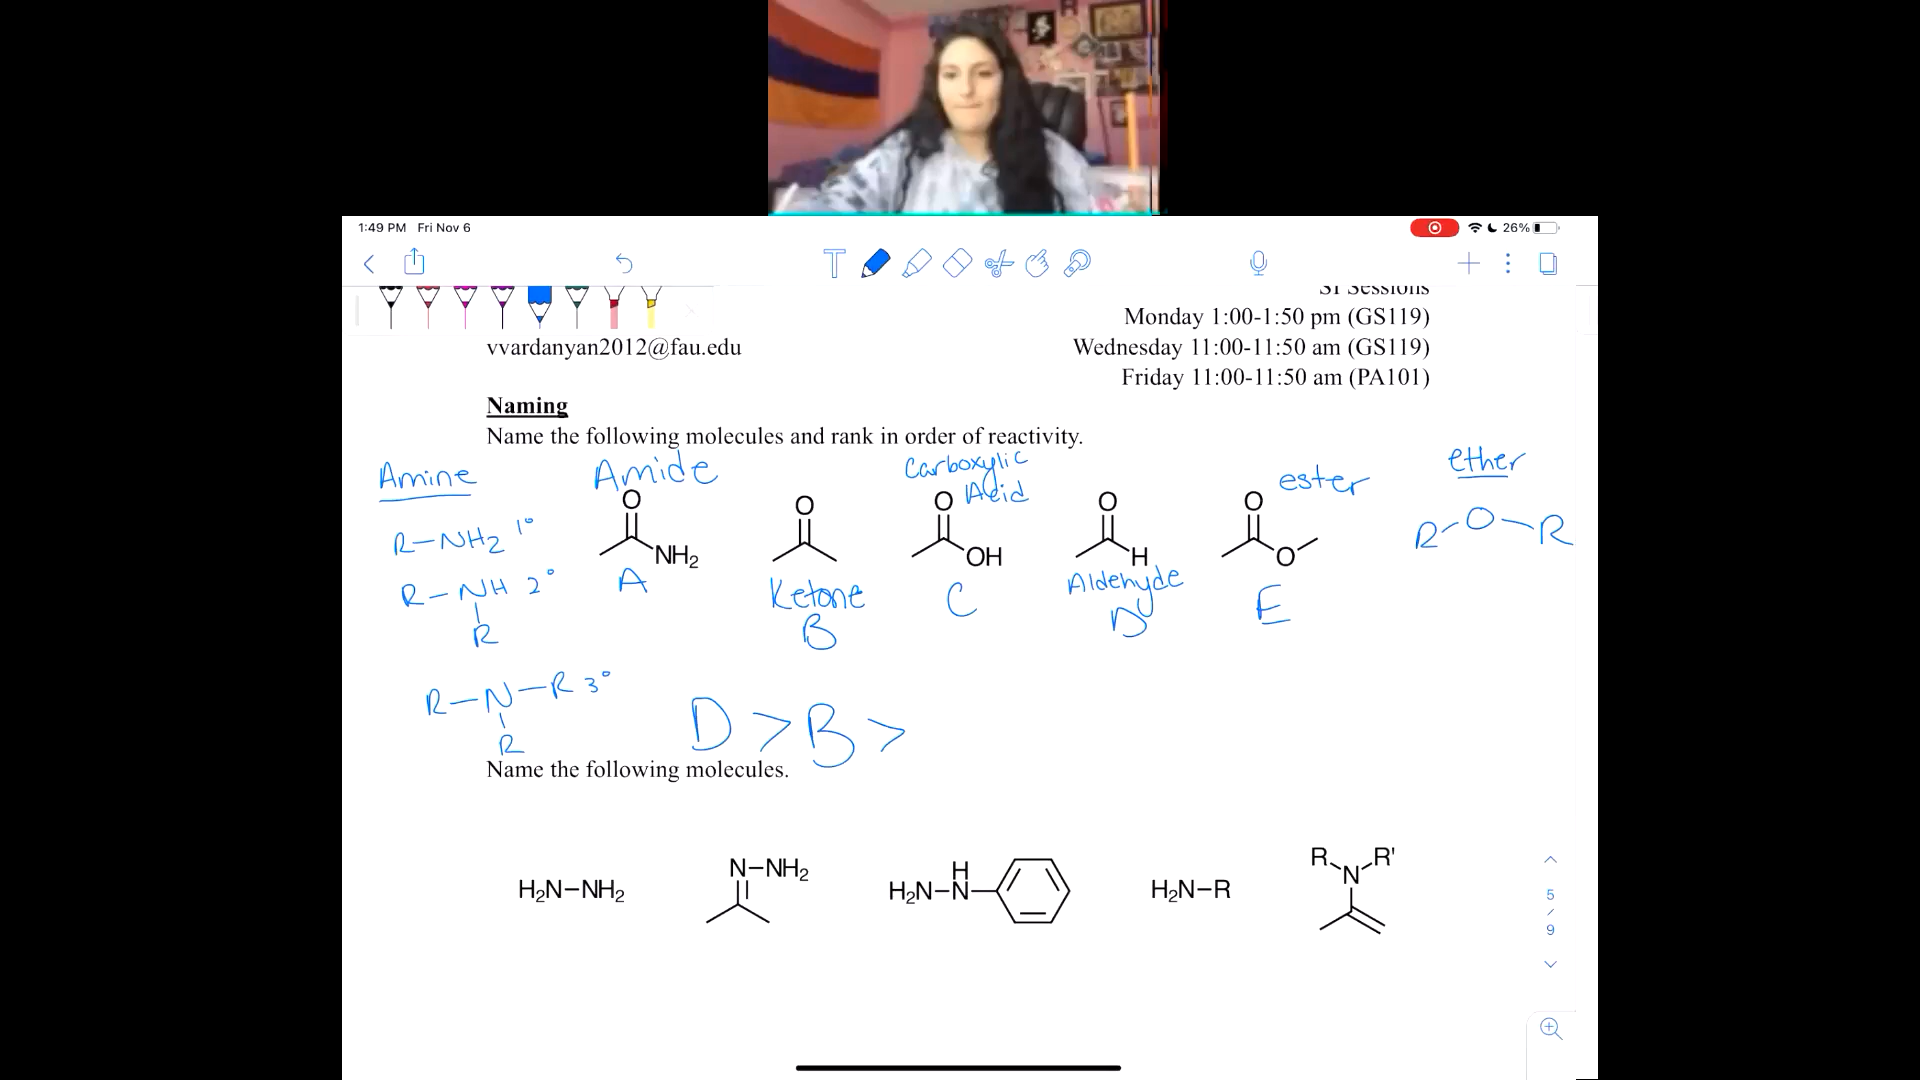 1:49 PM Fri Nov 6
26%
T
SI Sessions
Monday 1:00-1:50 pm (GS119)
vvardanyan2012@fau.edu
Wednesday 11:00-11:50 am (GS119)
Friday 11:00-11:50 am (PA101)
Naming
Name the following molecules and rank in order of reactivity.
Amine
Amide
Carboxylic
Acid
ester
ether
O
O
O
O
O
R-NH2 1°
NH2
OH
H
O
R-O-R
R-NH 2°
R
A
Ketone
B
C
Aldehyde
D
E
R-N-R 3°
R
D > B >
Name the following molecules.
H2N-NH2
N-NH2
H
H2N-N
H2N-R
R R'
N
5
/
9